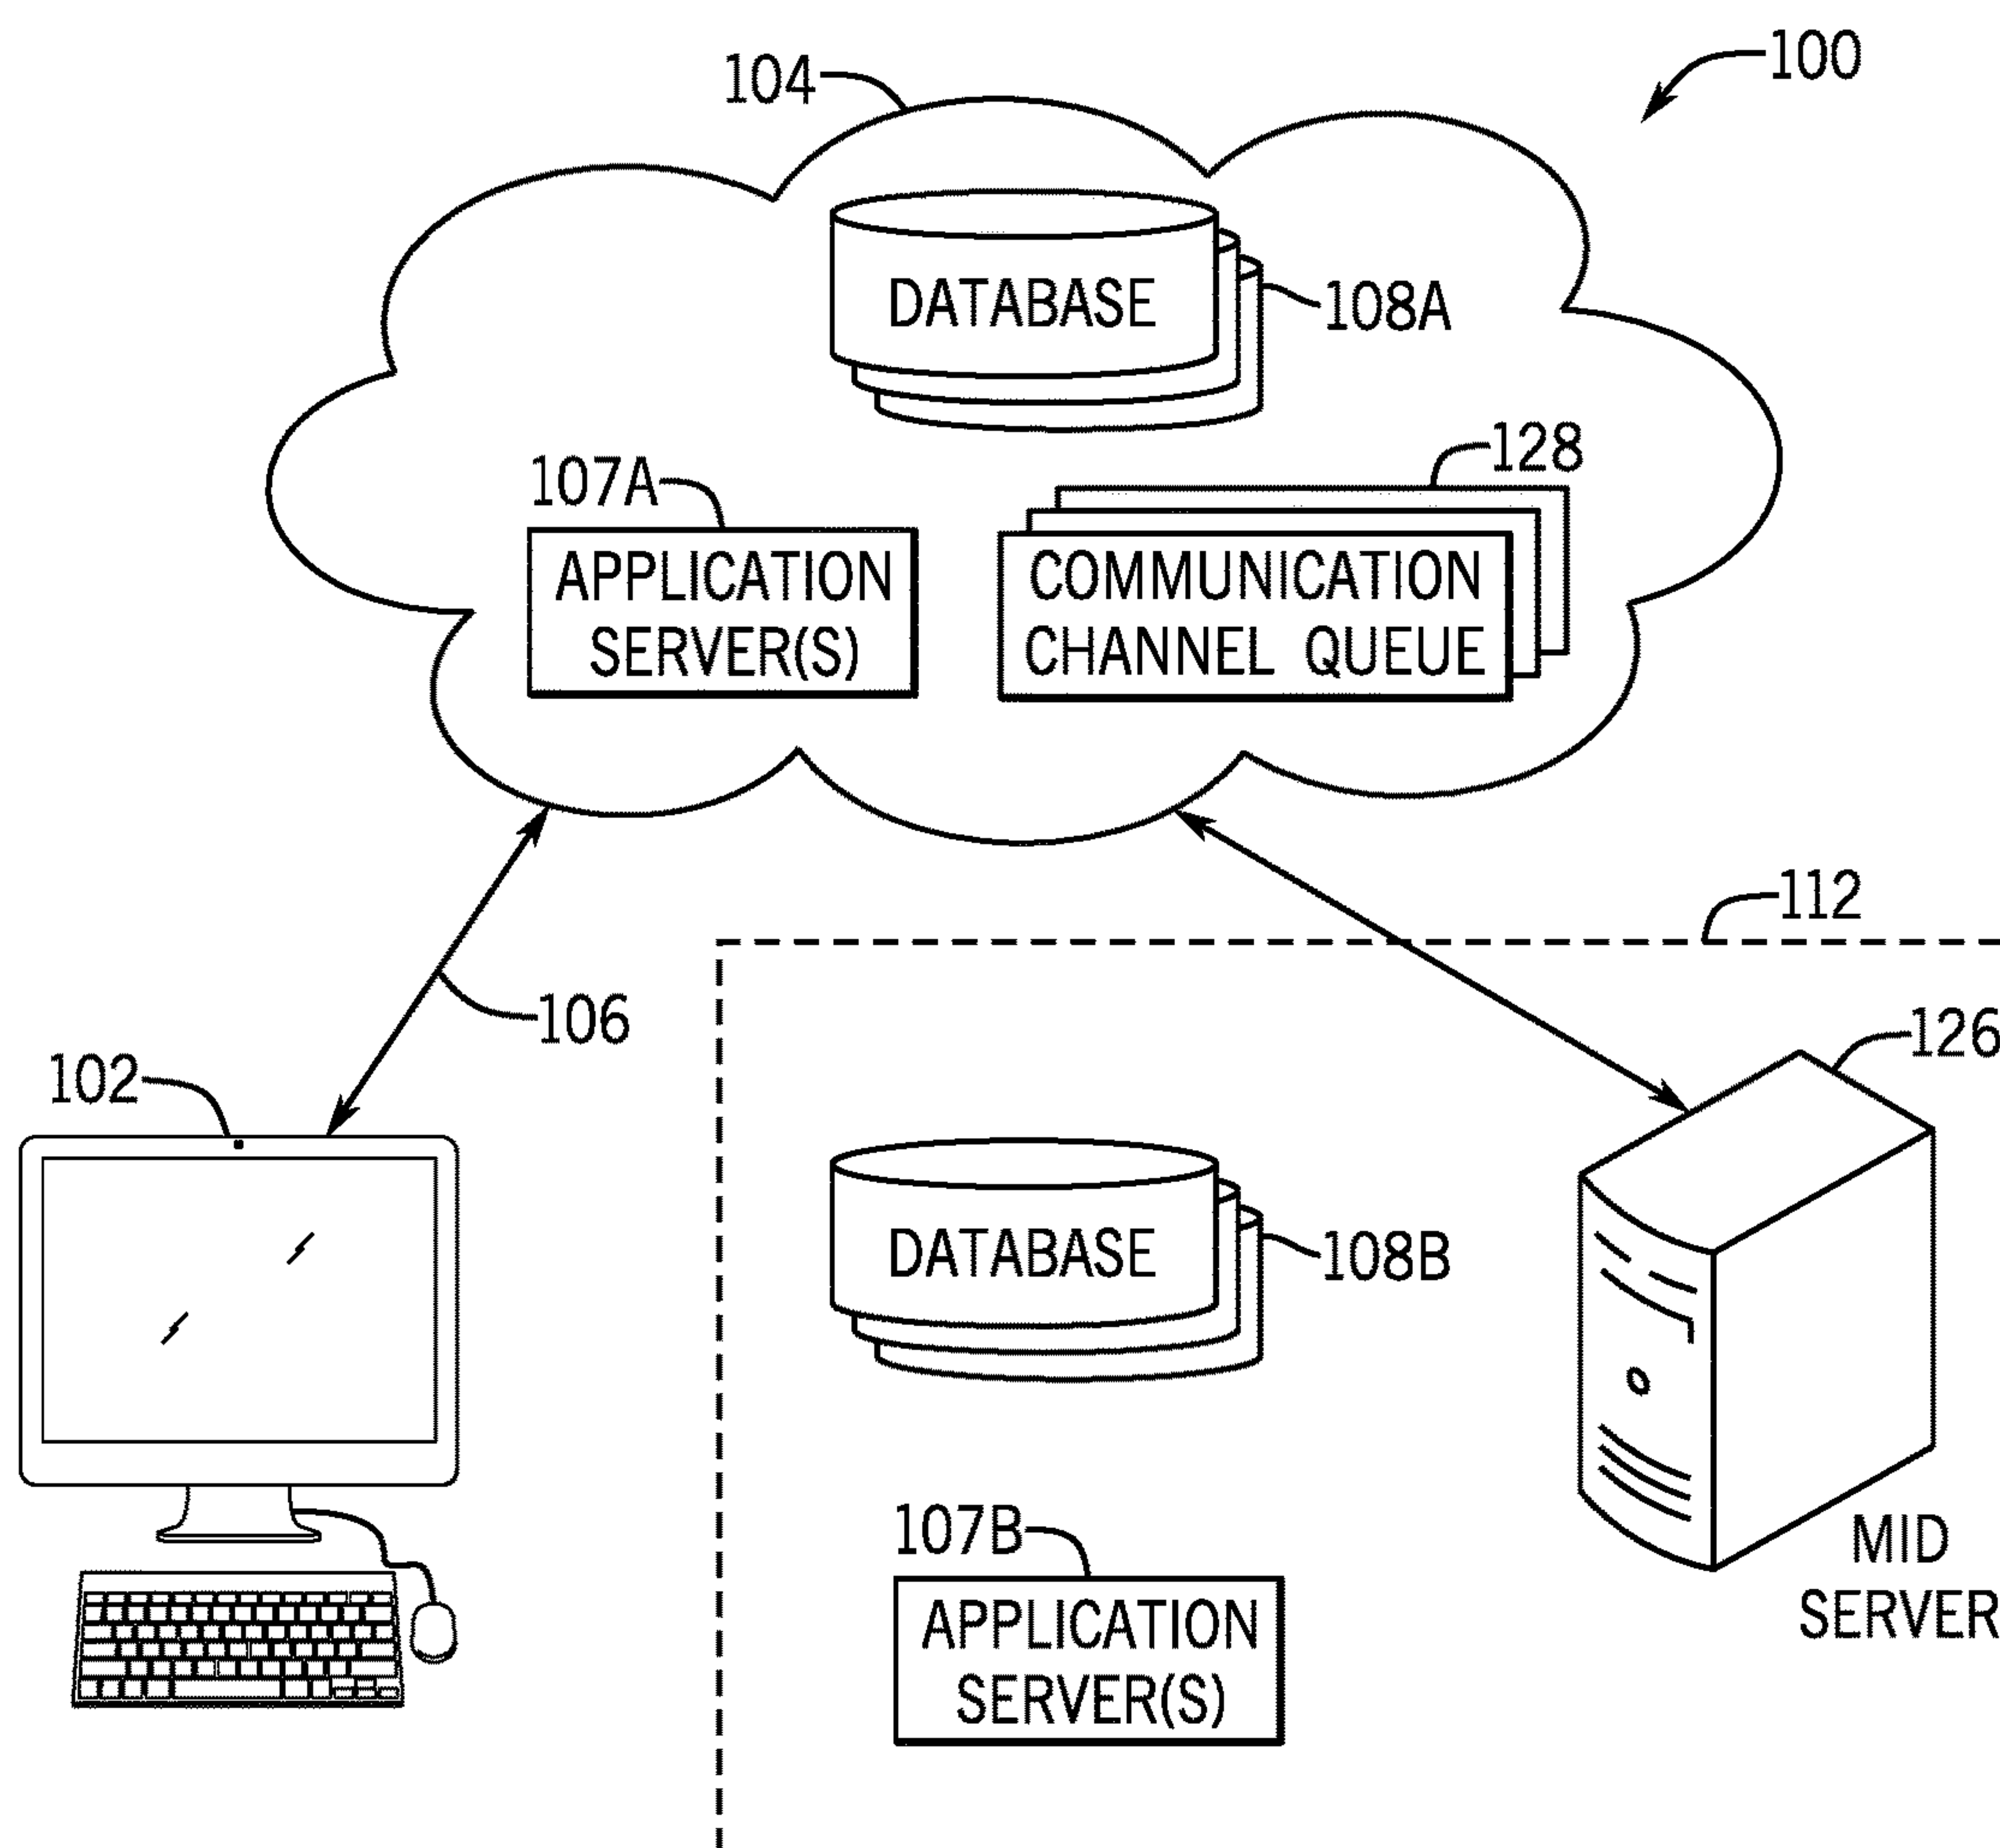 100
104
DATABASE
108A
107A
128
APPLICATION
SERVER(S)
COMMUNICATION
CHANNEL QUEUE
112
106
126
102
DATABASE
108B
107B
MID
SERVER
APPLICATION
SERVER(S)